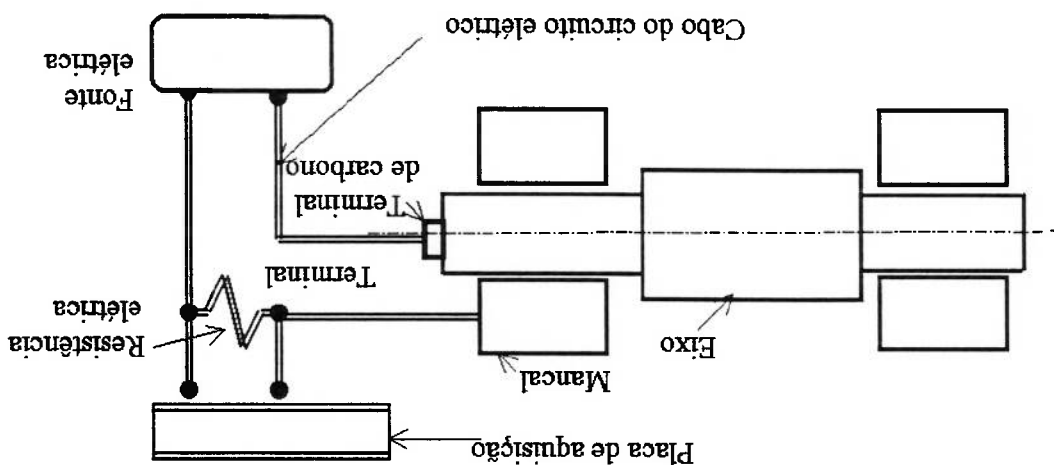 Placa de aquisição
Mancal
Eixo
Resistência
elétrica
Terminal
Terminal
de carbono
Fonte
elétrica
Cabo do circuito elétrico